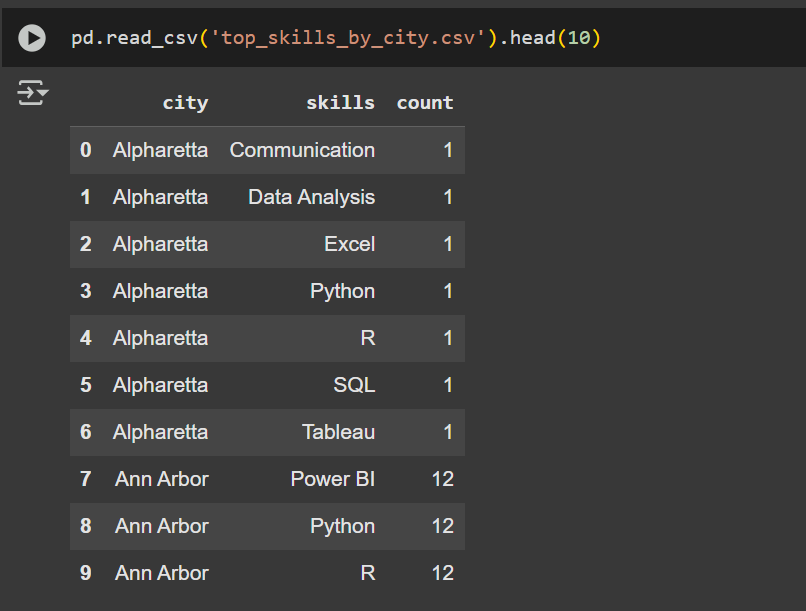 pd.read_csv('top_skills_by_city.csv').head(10)
city skills count
0 Alpharetta Communication 1
1 Alpharetta Data Analysis 1
2 Alpharetta Excel 1
3 Alpharetta Python 1
4 Alpharetta R 1
5 Alpharetta SQL 1
6 Alpharetta Tableau 1
7 Ann Arbor Power BI 12
8 Ann Arbor Python 12
9 Ann Arbor R 12